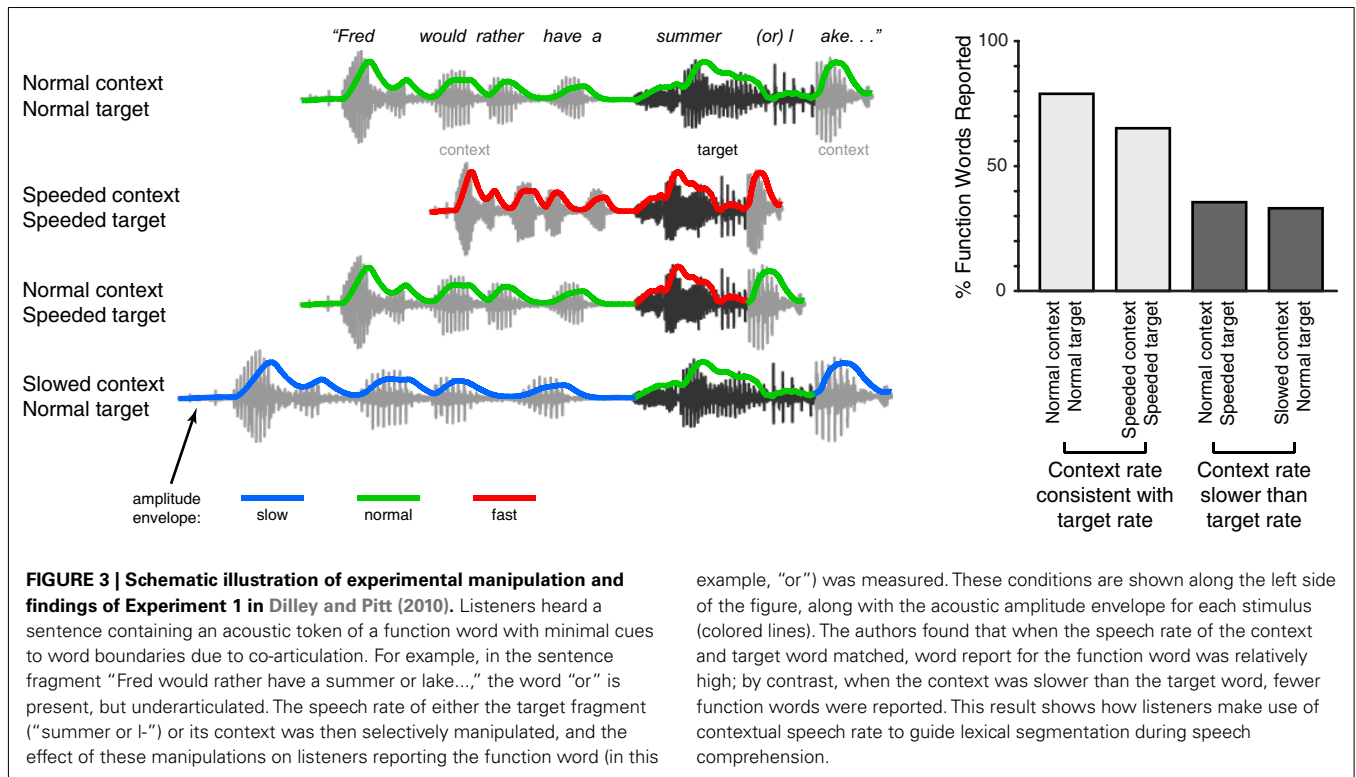 "Fred would rather have a summer (or) l ake. . ."
Normal context
Normal target
context target context
Speeded context
Speeded target
Normal context
Speeded target
Slowed context
Normal target
amplitude
envelope:
slow normal fast
% Function Words Reported
100
50
0
Normal context
Normal target
Speeded context
Speeded target
Normal context
Speeded target
Slowed context
Normal target
Context rate
consistent with
target rate
Context rate
slower than
target rate
FIGURE 3 | Schematic illustration of experimental manipulation and
findings of Experiment 1 in Dilley and Pitt (2010). Listeners heard a
sentence containing an acoustic token of a function word with minimal cues
to word boundaries due to co-articulation. For example, in the sentence
fragment "Fred would rather have a summer or lake...," the word "or" is
present, but underarticulated. The speech rate of either the target fragment
("summer or l-") or its context was then selectively manipulated, and the
effect of these manipulations on listeners reporting the function word (in this
example, "or") was measured. These conditions are shown along the left side
of the figure, along with the acoustic amplitude envelope for each stimulus
(colored lines). The authors found that when the speech rate of the context
and target word matched, word report for the function word was relatively
high; by contrast, when the context was slower than the target word, fewer
function words were reported. This result shows how listeners make use of
contextual speech rate to guide lexical segmentation during speech
comprehension.